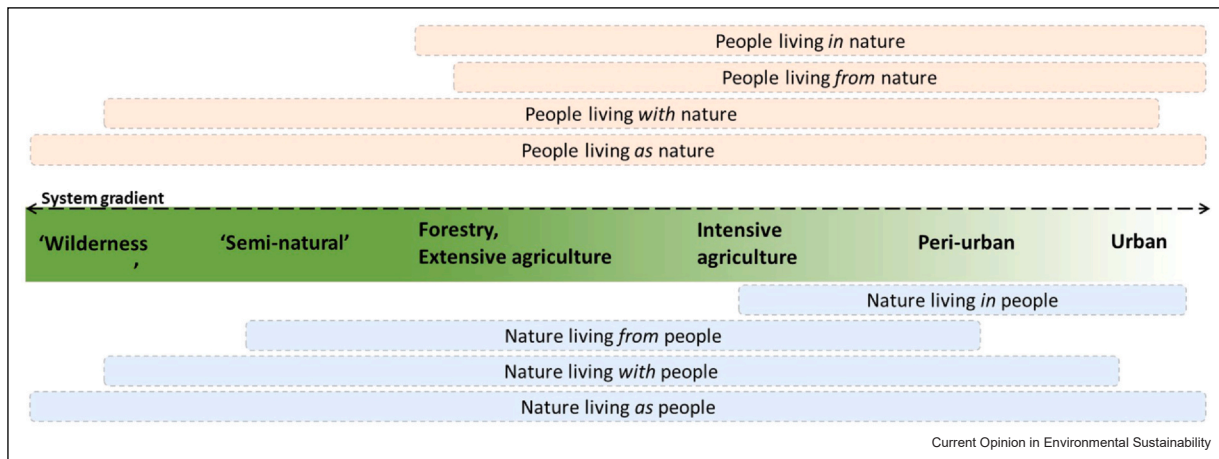 People living in nature
People living from nature
People living with nature
People living as nature
System gradient
‘Wilderness
’
‘Semi-natural’
Forestry,
Extensive agriculture
Intensive
agriculture
Peri-urban
Urban
Nature living in people
Nature living from people
Nature living with people
Nature living as people
Current Opinion in Environmental Sustainability